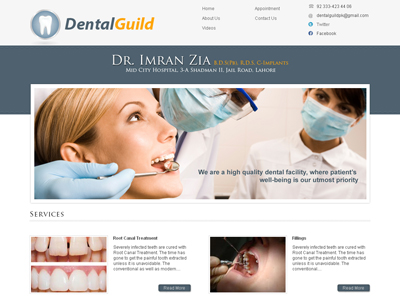 DentalGuild
Home
About Us
Videos
Appointment
Contact Us
82 333-423 44 06
dentalguildpk@gmail.com
Twitter
Facebook
Dr. Imran Zia B.D.S(Pb), R.D.S, C-Implants
Mid City Hospital, 3-A Shadman II, Jail Road, Lahore
We are a high quality dental facility, where patient's
well-being is our utmost priority
Services
Root Canal Treatment
Severely infected teeth are cured with
Root Canal Treatment. The time has
gone to get the painful tooth extracted
unless it is unavoidable. The
conventional as well as modern...
Read More
Fillings
Severely infected teeth are cured with
Root Canal Treatment. The time has
gone to get the painful tooth extracted
unless it is unavoidable. The
conventional...
Read More